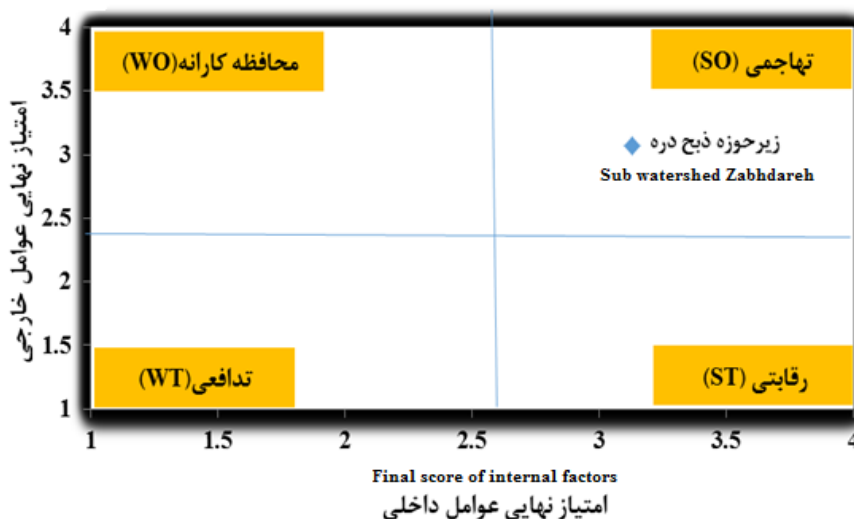 محافظه کارانه(WO)
تهاجمی (SO)
زیرحوزه ذبح دره
Sub watershed Zabhdareh
تدافعی(WT)
رقابتی (ST)
امتیاز نهایی عوامل خارجی
4
3.5
3
2.5
2
1.5
1
1
1.5
2
2.5
3
3.5
4
Final score of internal factors
امتیاز نهایی عوامل داخلی